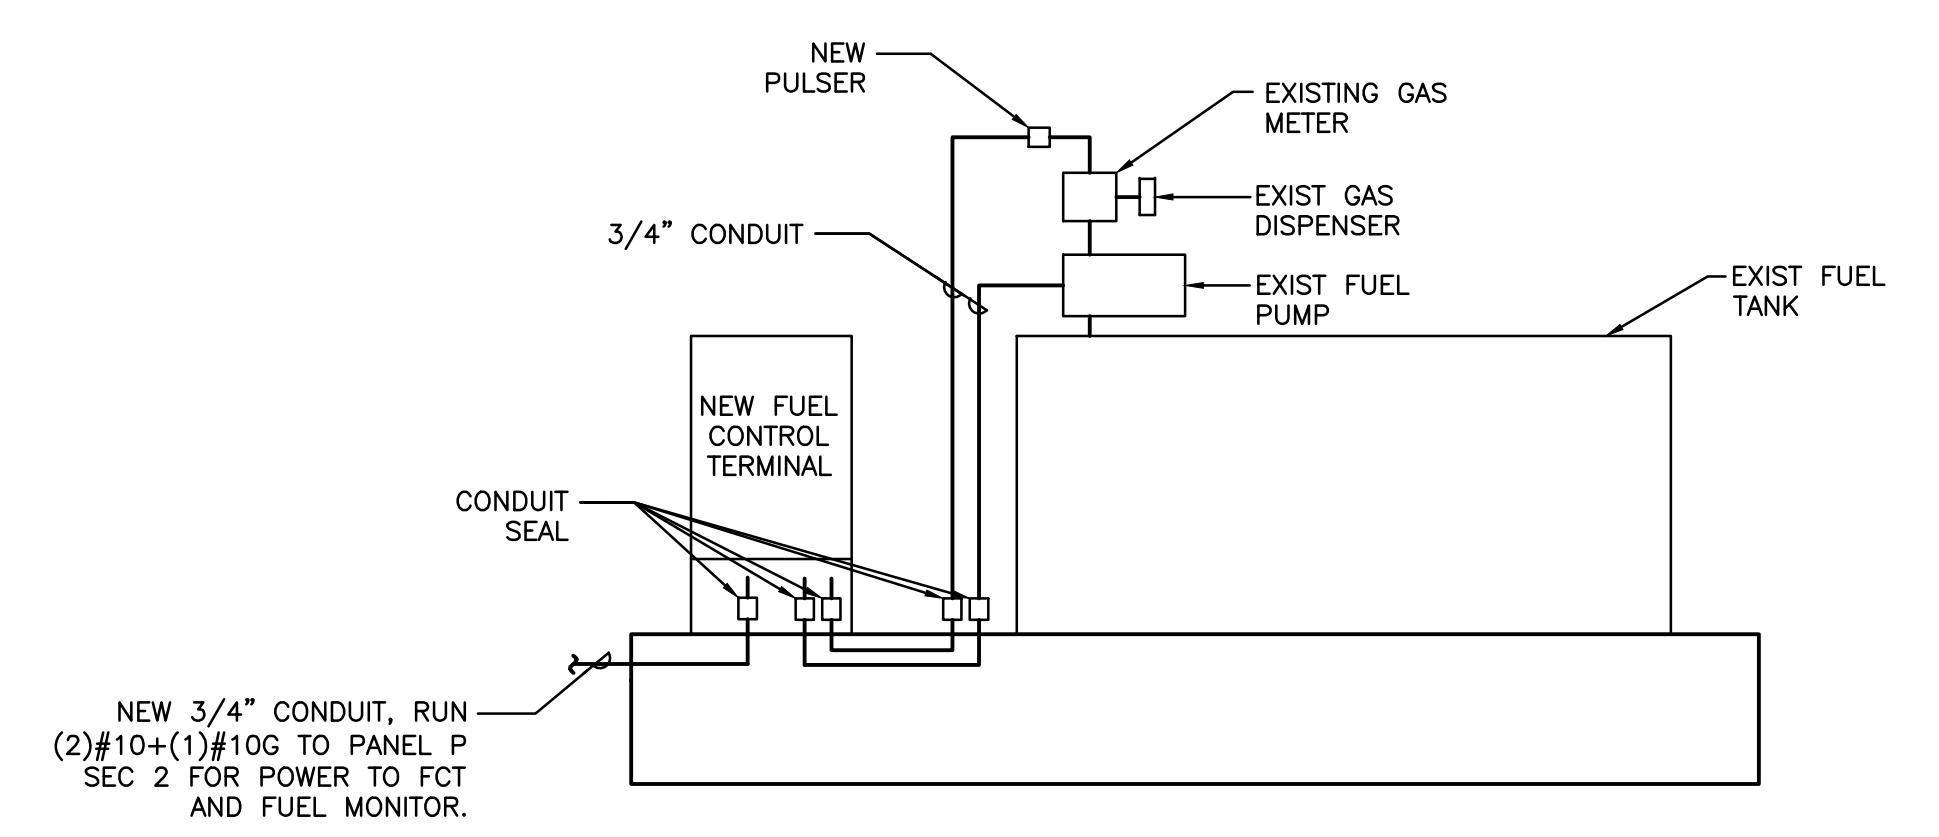 NEW
PULSER
EXISTING GAS
METER
EXIST GAS
DISPENSER
3/4” CONDUIT
EXIST FUEL
PUMP
EXIST FUEL
TANK
NEW FUEL
CONTROL
TERMINAL
CONDUIT
SEAL
NEW 3/4” CONDUIT, RUN
(2)#10+(1)#10G TO PANEL P
SEC 2 FOR POWER TO FCT
AND FUEL MONITOR.